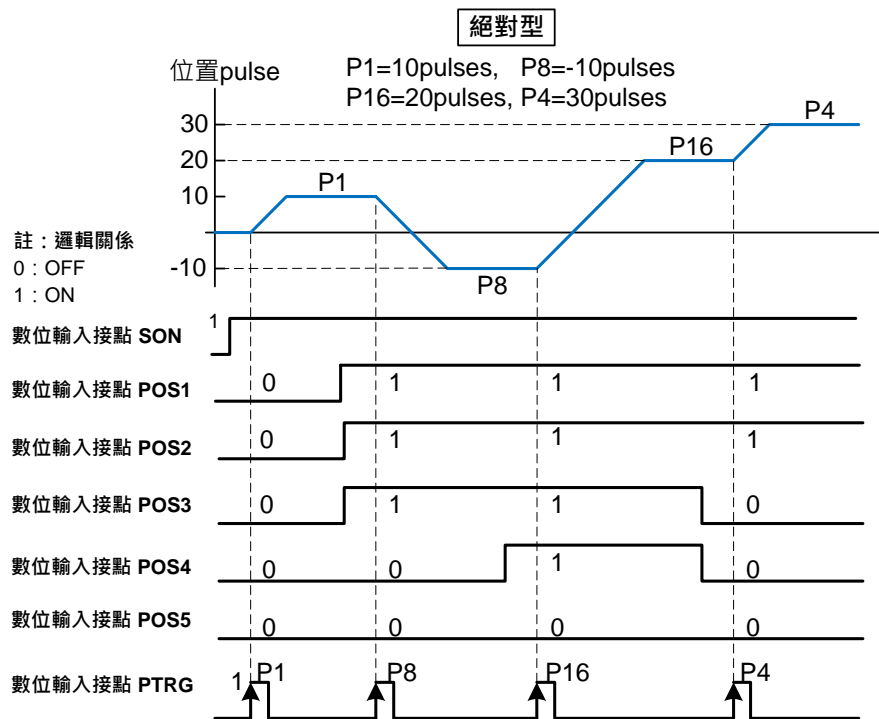 絕對型
位置pulse
P1=10pulses, P8=-10pulses
P16=20pulses, P4=30pulses
30
P4
20
P16
10
P1
註：邏輯關係
0：OFF
1：ON
-10
P8
數位輸入接點 SON
1
數位輸入接點 POS1
0 1 1 1
數位輸入接點 POS2
0 1 1 1
數位輸入接點 POS3
0 1 1 0
數位輸入接點 POS4
0 0 1 0
數位輸入接點 POS5
0 0 0 0
數位輸入接點 PTRG
1 P1 P8 P16 P4